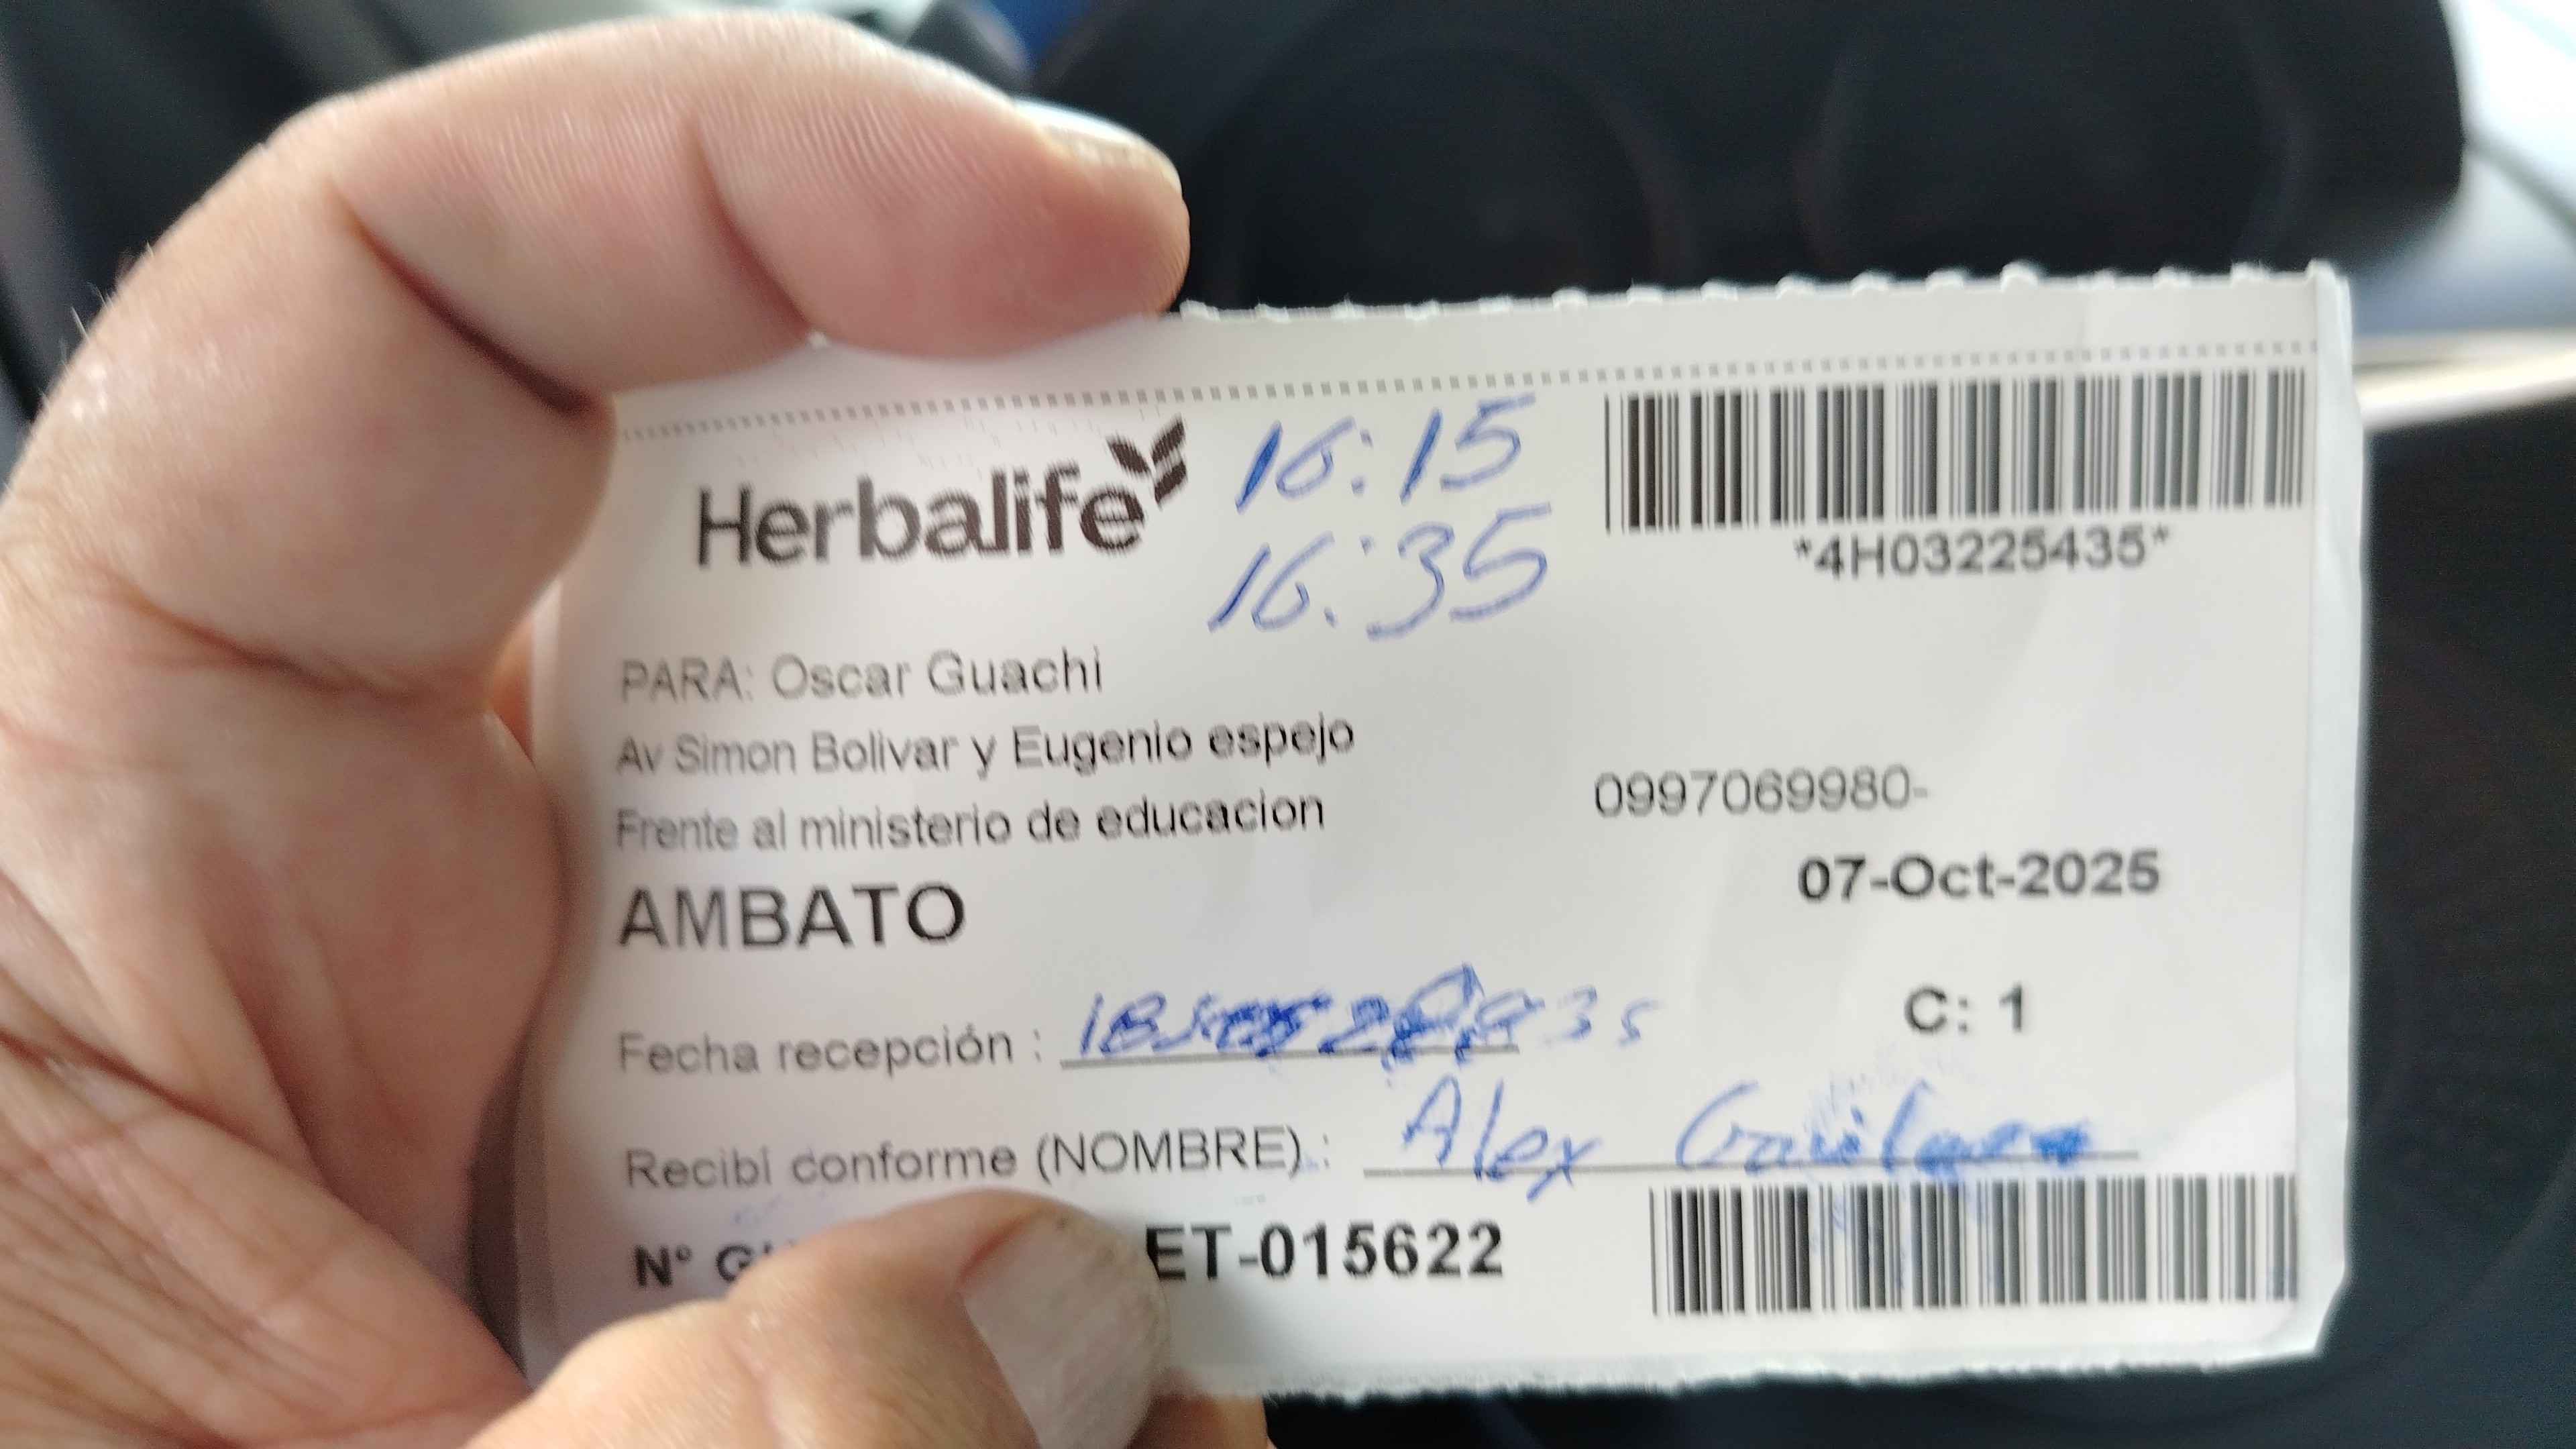 Herbalife
16:15
16:35
*4H03225435*
PARA: Oscar Guachi
Av Simon Bolivar y Eugenio espejo
Frente al ministerio de educacion
0997069980-
AMBATO
07-Oct-2025
C: 1
Fecha recepción :
Recibí conforme (NOMBRE) : Alex
N° ET-015622